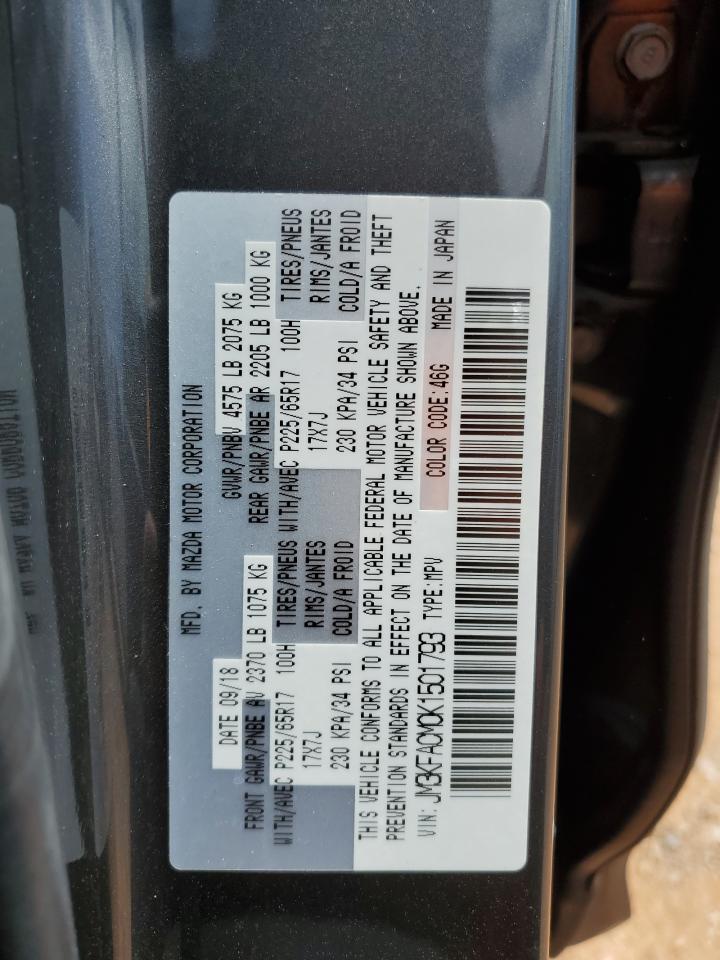 MFD. BY MAZDA MOTOR CORPORATION
DATE 09/18 GVWR/PNBV 4575 LB 2075 KG
FRONT GAWR/PNBE AV 2370 LB 1075 KG REAR GAWR/PNBE AR 2205 LB 1000 KG
WITH/AVEC P225/65R17 100H TIRES/PNEUS WITH/AVEC P225/65R17 100H TIRES/PNEUS
17X7J RIMS/JANTES 17X7J RIMS/JANTES
230 KPA/34 PSI COLD/A FROID 230 KPA/34 PSI COLD/A FROID
THIS VEHICLE CONFORMS TO ALL APPLICABLE FEDERAL MOTOR VEHICLE SAFETY AND THEFT
PREVENTION STANDARDS IN EFFECT ON THE DATE OF MANUFACTURE SHOWN ABOVE.
VIN: JM3KFACM0K1501793 TYPE:MPV COLOR CODE:46G MADE IN JAPAN